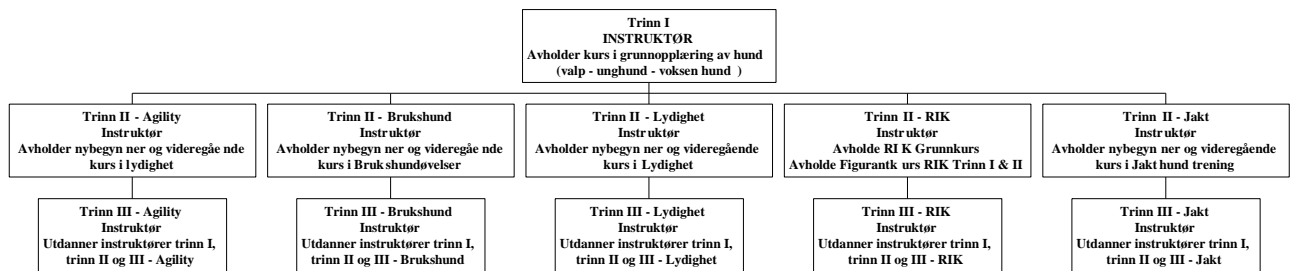 Trinn I
INSTRUKTØR
Avholder kurs i grunnopplæring av hund
(valp - unghund - voksen hund )
Trinn II - Agility
Instruktør
Avholder nybegyn ner og videregåe nde
kurs i lydighet
Trinn II - Brukshund
Instruktør
Avholder nybegyn ner og videregåe nde
kurs i Brukshundøvelser
Trinn II - Lydighet
Instruktør
Avholder nybegyn ner og videregående
kurs i Lydighet
Trinn II - RIK
Instruktør
Avholde RI K Grunnkurs
Avholde Figurantk urs RIK Trinn I & II
Trinn II - Jakt
Instruktør
Avholder nybegyn ner og videregående
kurs i Jakt hund trening
Trinn III - Agility
Instruktør
Utdanner instruktører trinn I,
trinn II og III - Agility
Trinn III - Brukshund
Instruktør
Utdanner instruktører trinn I,
trinn II og III - Brukshund
Trinn III - Lydighet
Instruktør
Utdanner instruktører trinn I,
trinn II og III - Lydighet
Trinn III - RIK
Instruktør
Utdanner instruktører trinn I,
trinn II og III - RIK
Trinn III - Jakt
Instruktør
Utdanner instruktører trinn I,
trinn II og III - Jakt